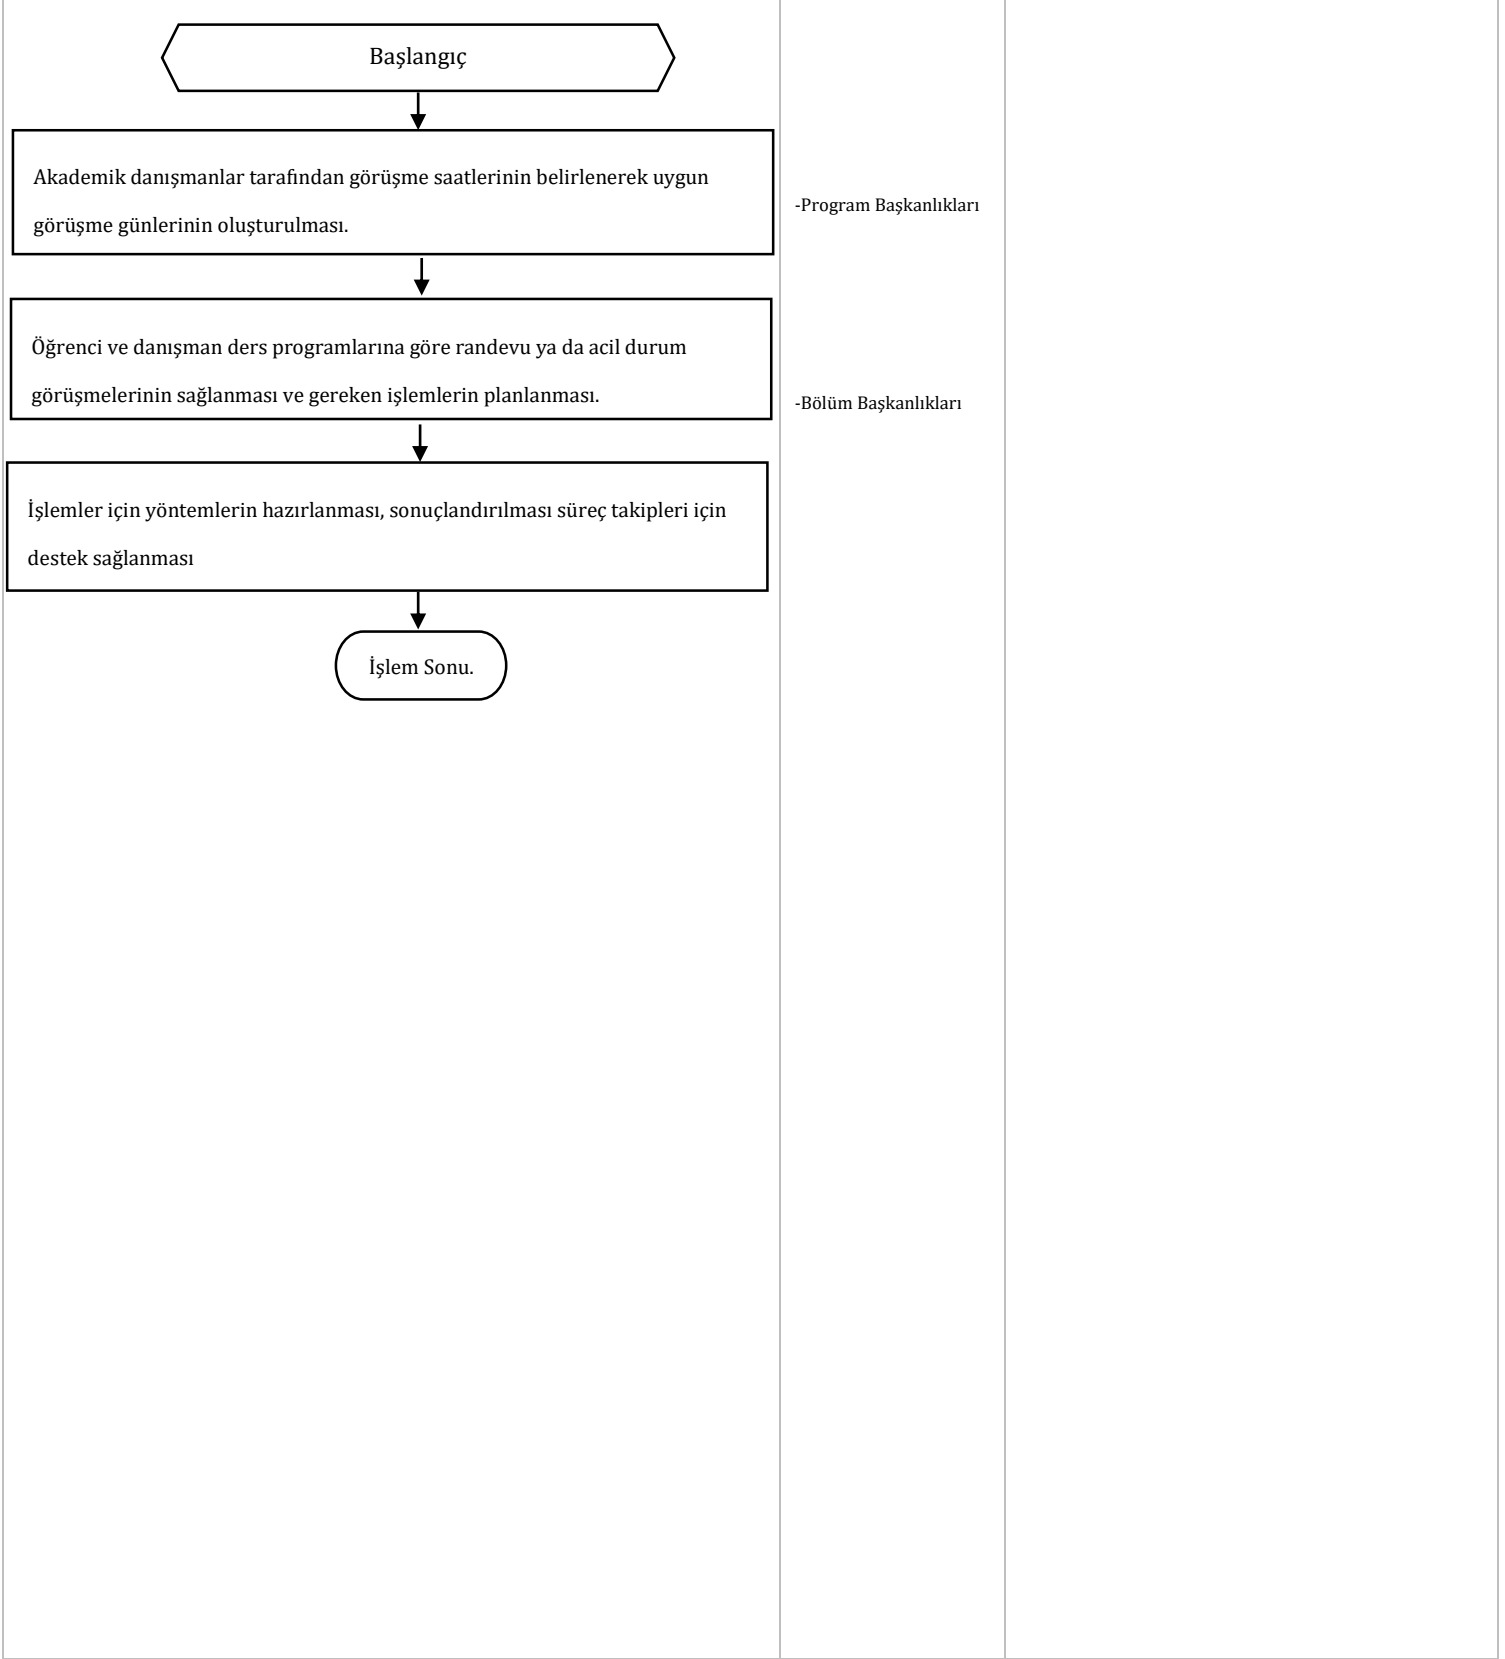 Başlangıç
Akademik danışmanlar tarafından görüşme saatlerinin belirlenerek uygun
görüşme günlerinin oluşturulması.
-Program Başkanlıkları
Öğrenci ve danışman ders programlarına göre randevu ya da acil durum
görüşmelerinin sağlanması ve gereken işlemlerin planlanması.
-Bölüm Başkanlıkları
İşlemler için yöntemlerin hazırlanması, sonuçlandırılması süreç takipleri için
destek sağlanması
İşlem Sonu.